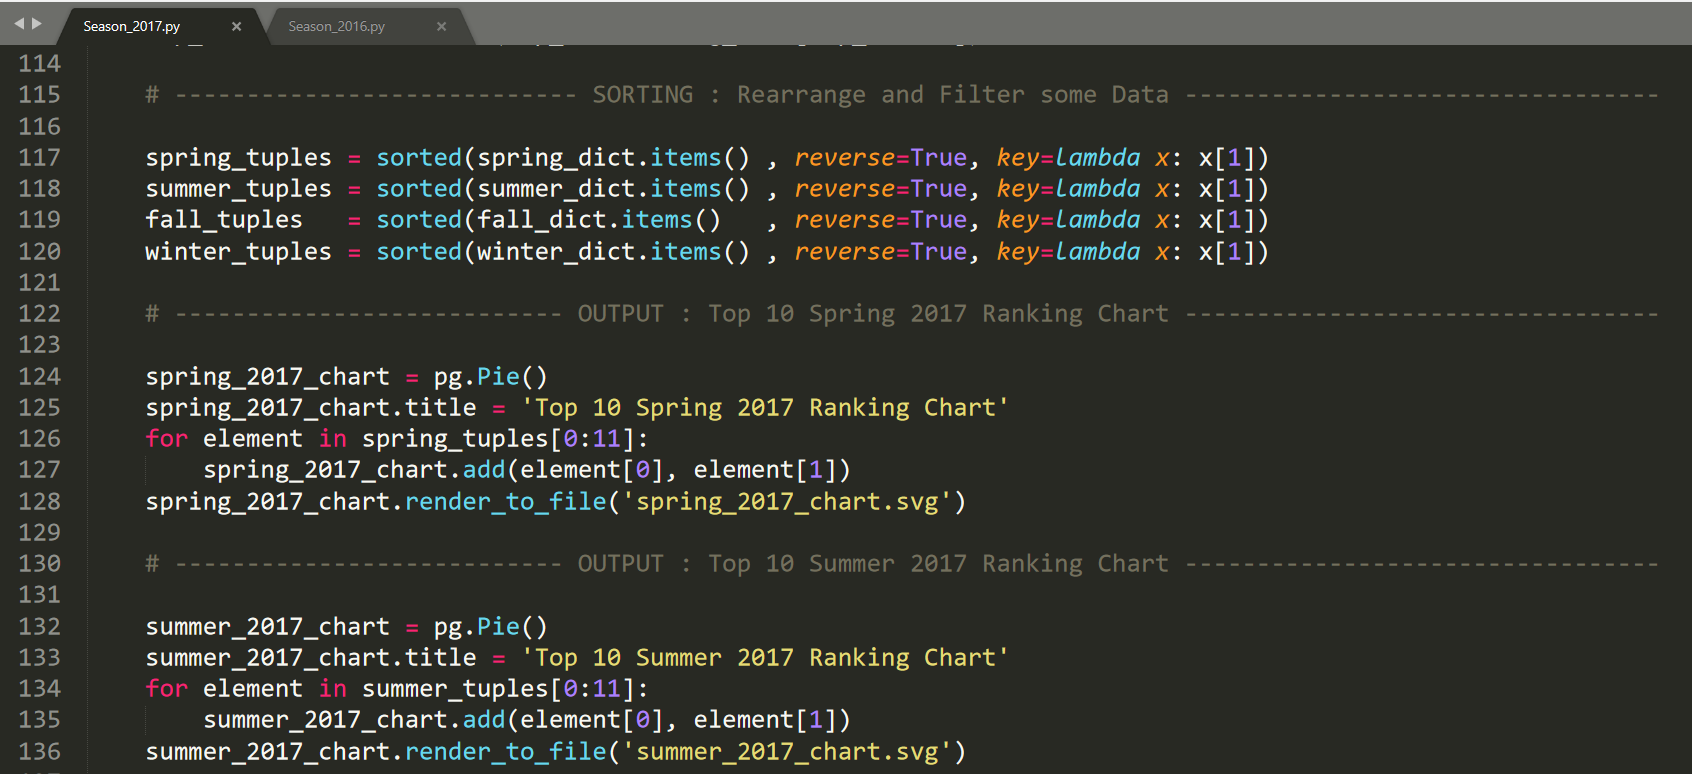 Season_2017.py × Season_2016.py ×
114
115 # ---------------------------- SORTING : Rearrange and Filter some Data ---------------------------------
116
117 spring_tuples = sorted(spring_dict.items() , reverse=True, key=lambda x: x[1])
118 summer_tuples = sorted(summer_dict.items() , reverse=True, key=lambda x: x[1])
119 fall_tuples   = sorted(fall_dict.items()   , reverse=True, key=lambda x: x[1])
120 winter_tuples = sorted(winter_dict.items() , reverse=True, key=lambda x: x[1])
121
122 # --------------------------- OUTPUT : Top 10 Spring 2017 Ranking Chart ---------------------------------
123
124 spring_2017_chart = pg.Pie()
125 spring_2017_chart.title = 'Top 10 Spring 2017 Ranking Chart'
126 for element in spring_tuples[0:11]:
127     spring_2017_chart.add(element[0], element[1])
128 spring_2017_chart.render_to_file('spring_2017_chart.svg')
129
130 # --------------------------- OUTPUT : Top 10 Summer 2017 Ranking Chart ---------------------------------
131
132 summer_2017_chart = pg.Pie()
133 summer_2017_chart.title = 'Top 10 Summer 2017 Ranking Chart'
134 for element in summer_tuples[0:11]:
135     summer_2017_chart.add(element[0], element[1])
136 summer_2017_chart.render_to_file('summer_2017_chart.svg')